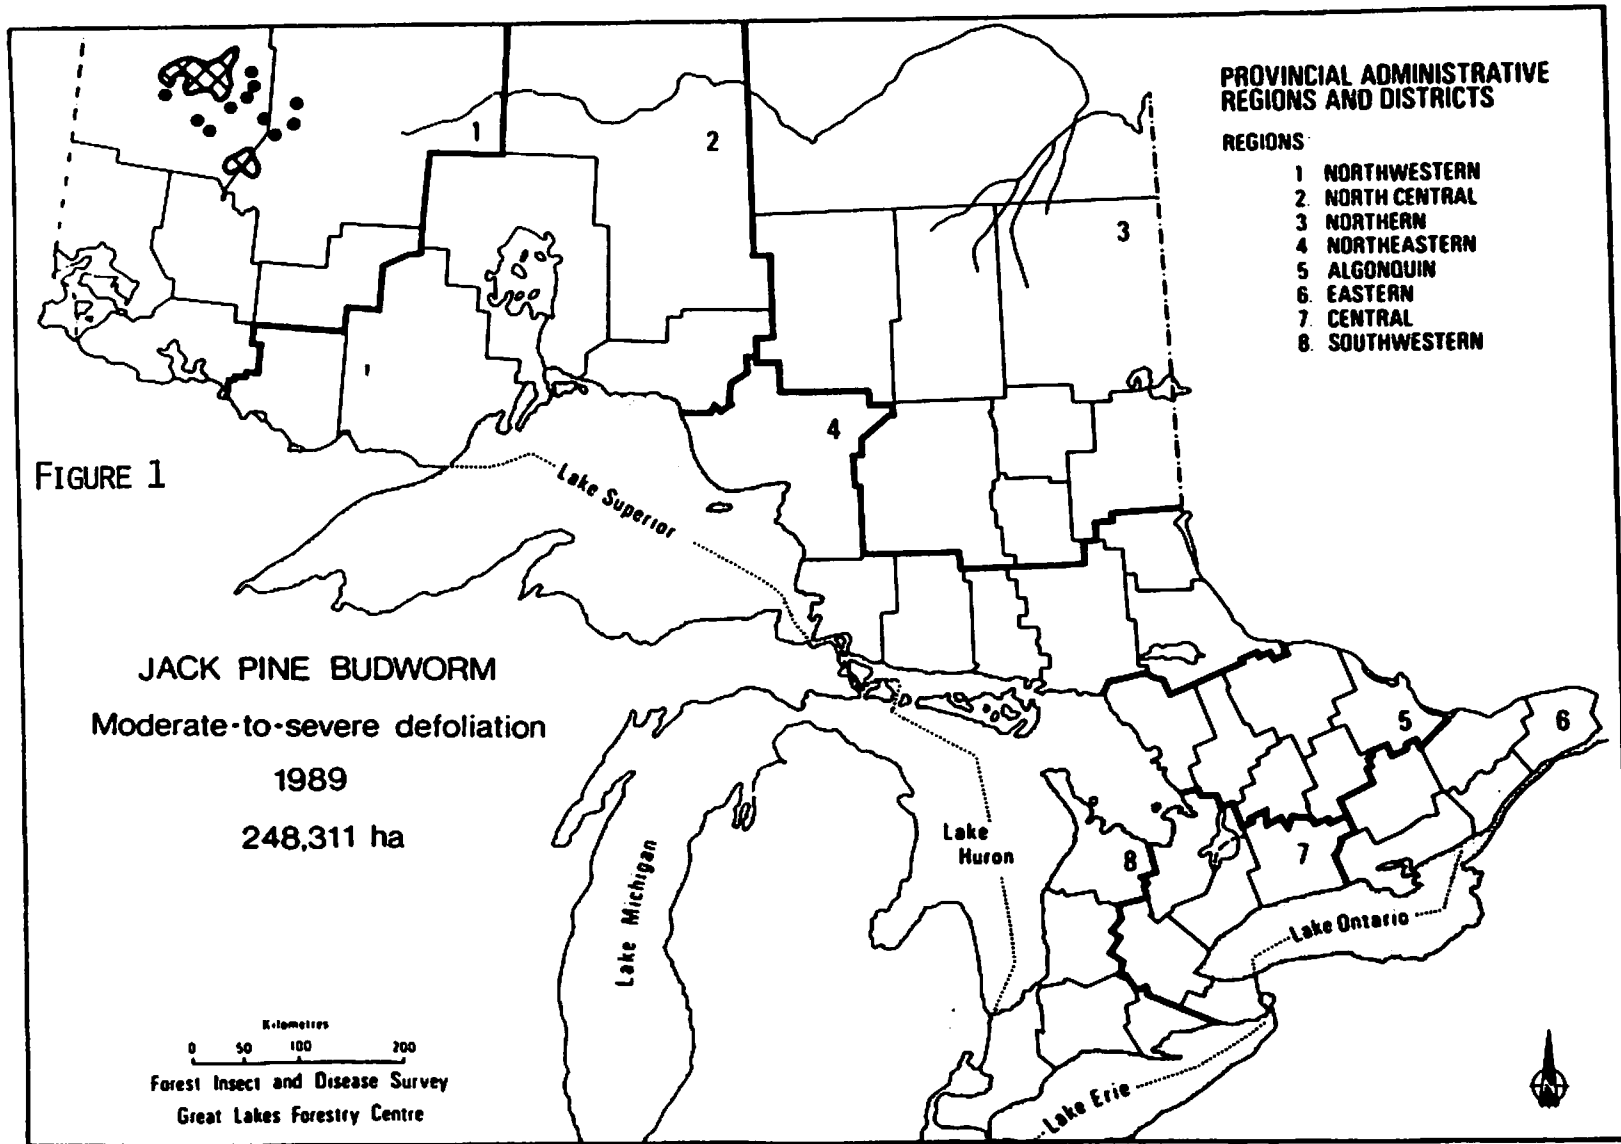 PROVINCIAL ADMINISTRATIVE
REGIONS AND DISTRICTS
REGIONS
1 NORTHWESTERN
2. NORTH CENTRAL
3 NORTHERN
4 NORTHEASTERN
5 ALGONQUIN
6. EASTERN
7. CENTRAL
8. SOUTHWESTERN
1
2
3
4
FIGURE 1
Lake Superior
JACK PINE BUDWORM
Moderate-to-severe defoliation
1989
248,311 ha
5
6
Lake
Huron
8
7
Lake Michigan
Lake Ontario
Kilometres
0 50 100 200
Forest Insect and Disease Survey
Great Lakes Forestry Centre
Lake Erie
N